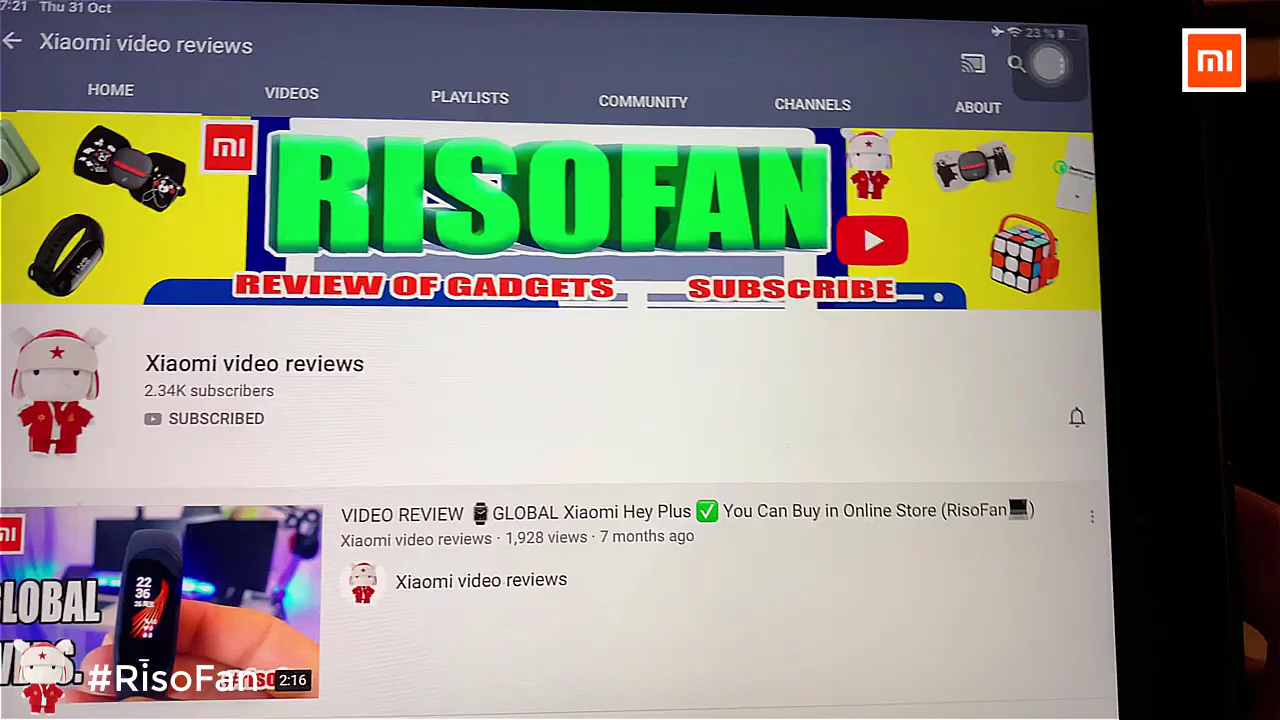 7:21 Thu 31 Oct
23 %
Xiaomi video reviews
mi
HOME VIDEOS PLAYLISTS COMMUNITY CHANNELS ABOUT
mi
RISOFAN
REVIEW OF GADGETS SUBSCRIBE
Xiaomi video reviews
2.34K subscribers
SUBSCRIBED
VIDEO REVIEW ⌚GLOBAL Xiaomi Hey Plus ✅ You Can Buy in Online Store (RisoFan💻)
Xiaomi video reviews · 1,928 views · 7 months ago
Xiaomi video reviews
mi
22
36
GLOBAL
#RisoFan
2:16